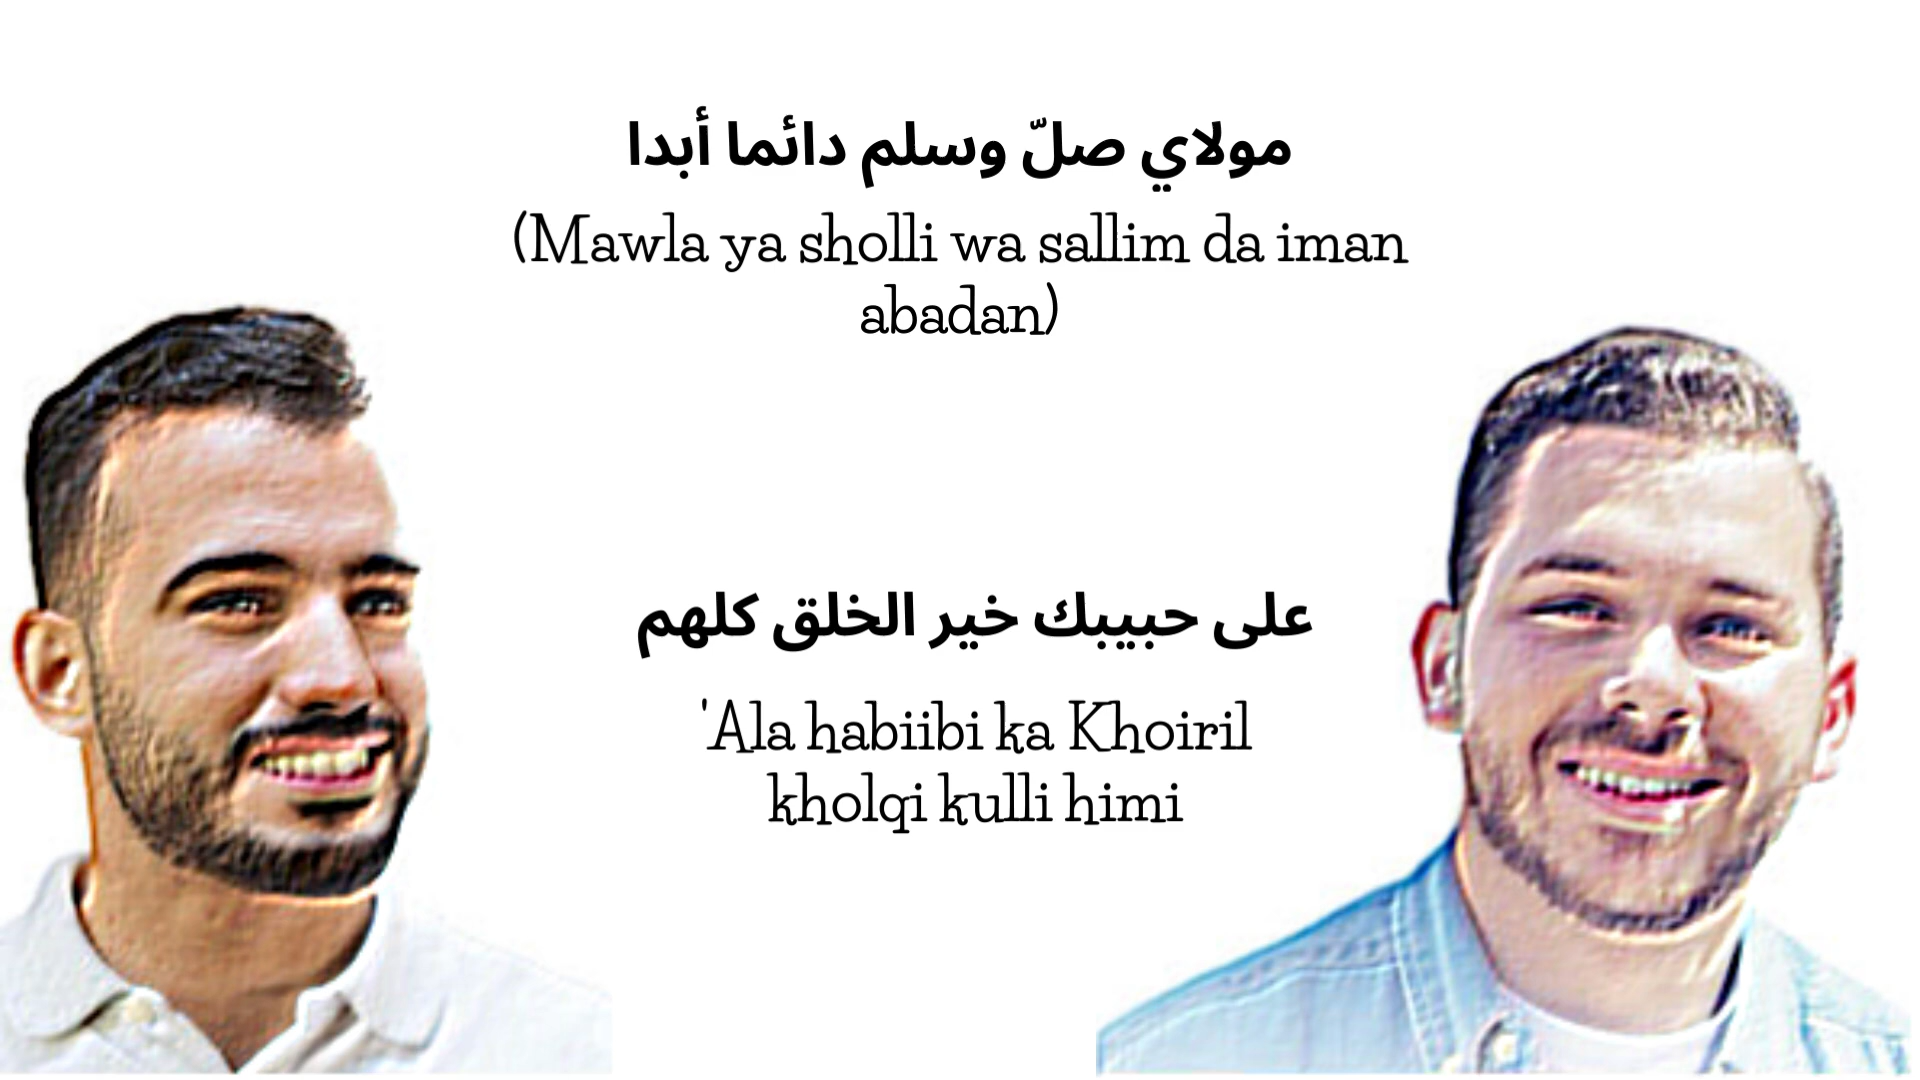 مولاي صلّ وسلم دائما أبدا
(Mawla ya sholli wa sallim da iman
abadan)
على حبيبك خير الخلق كلهم
'Ala habiibi ka Khoiril
kholqi kulli himi